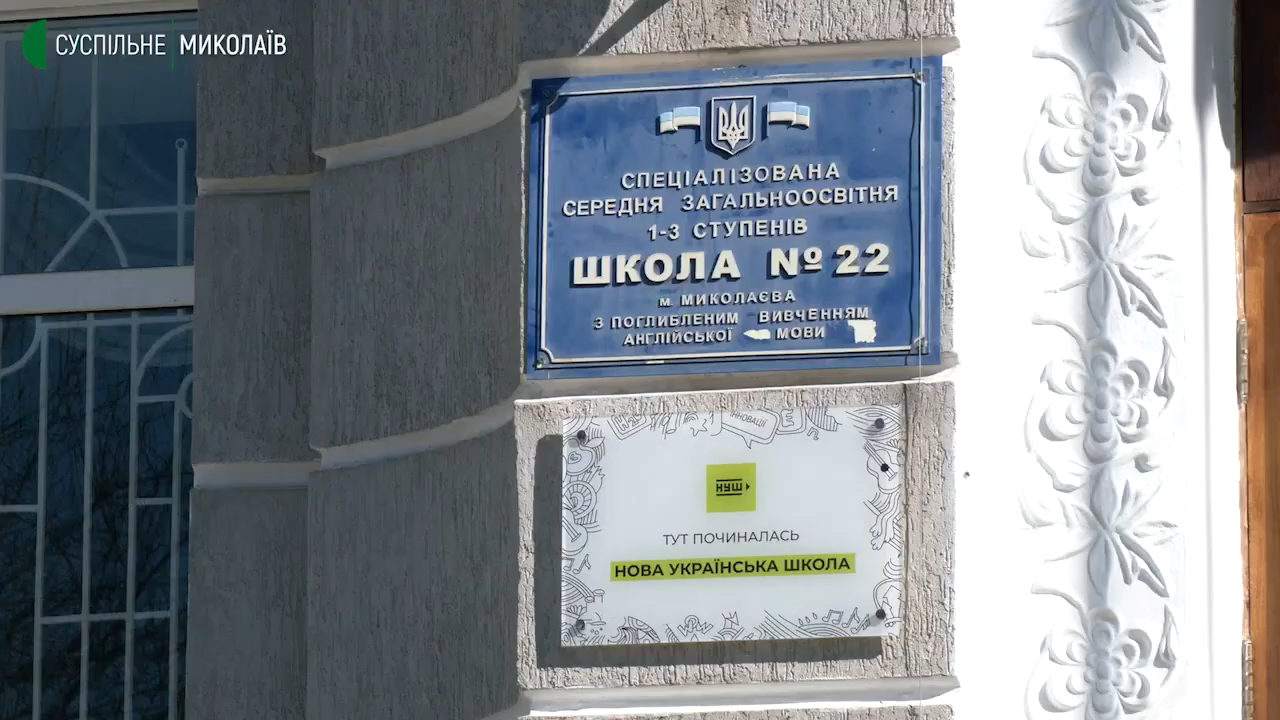 СУСПІЛЬНЕ МИКОЛАЇВ
СПЕЦІАЛІЗОВАНА
СЕРЕДНЯ ЗАГАЛЬНООСВІТНЯ
1-3 СТУПЕНІВ
ШКОЛА №22
м. МИКОЛАЄВА
З ПОГЛИБЛЕНИМ ВИВЧЕННЯМ
АНГЛІЙСЬКОЇ МОВИ
ІННОВАЦІЇ
НУШ
ТУТ ПОЧИНАЛАСЬ
НОВА УКРАЇНСЬКА ШКОЛА